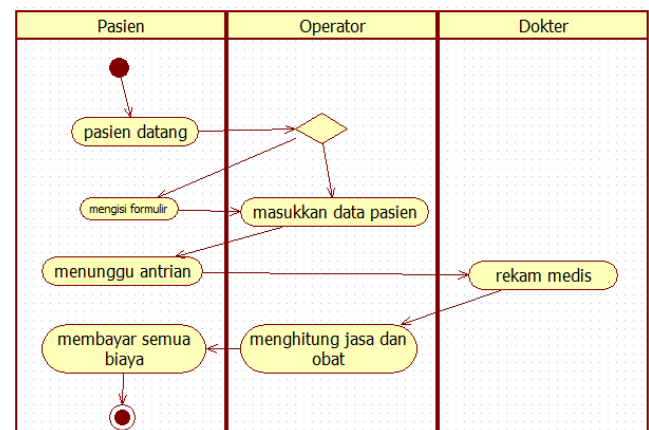 Pasien
Operator
Dokter
pasien datang
mengisi formulir
masukkan data pasien
menunggu antrian
rekam medis
membayar semua
biaya
menghitung jasa dan
obat